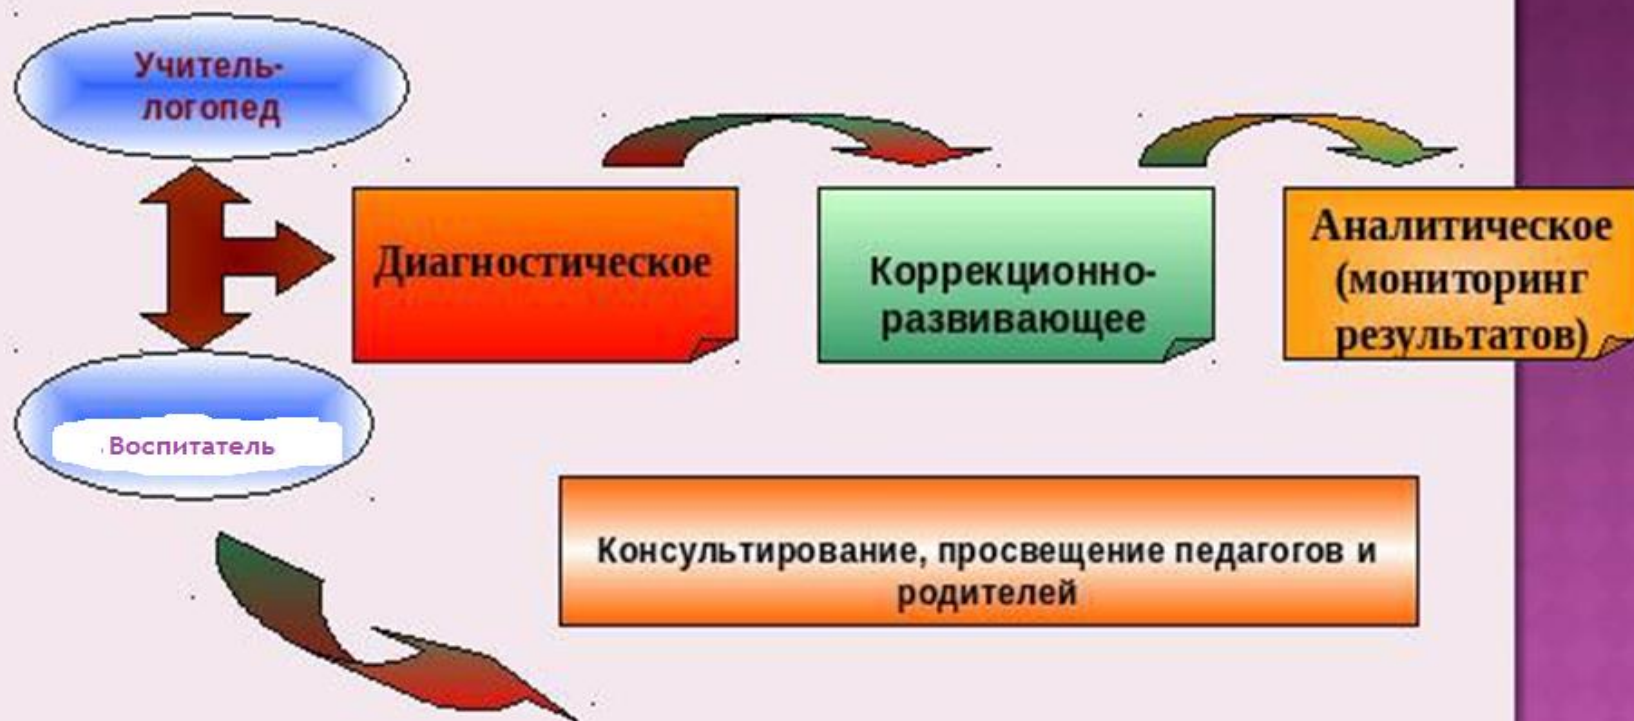 Учитель-
логопед
Диагностическое
Коррекционно-
развивающее
Аналитическое
(мониторинг
результатов)
Воспитатель
Консультирование, просвещение педагогов и
родителей